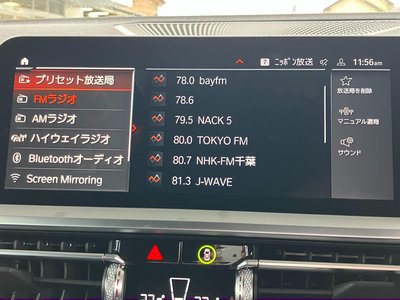 7 ニッポン放送 11:56am
プリセット放送局
FMラジオ
AMラジオ
ハイウェイラジオ
Bluetoothオーディオ
Screen Mirroring
78.0 bayfm
78.6
79.5 NACK 5
80.0 TOKYO FM
80.7 NHK-FM千葉
81.3 J-WAVE
放送局を削除
マニュアル選局
サウンド